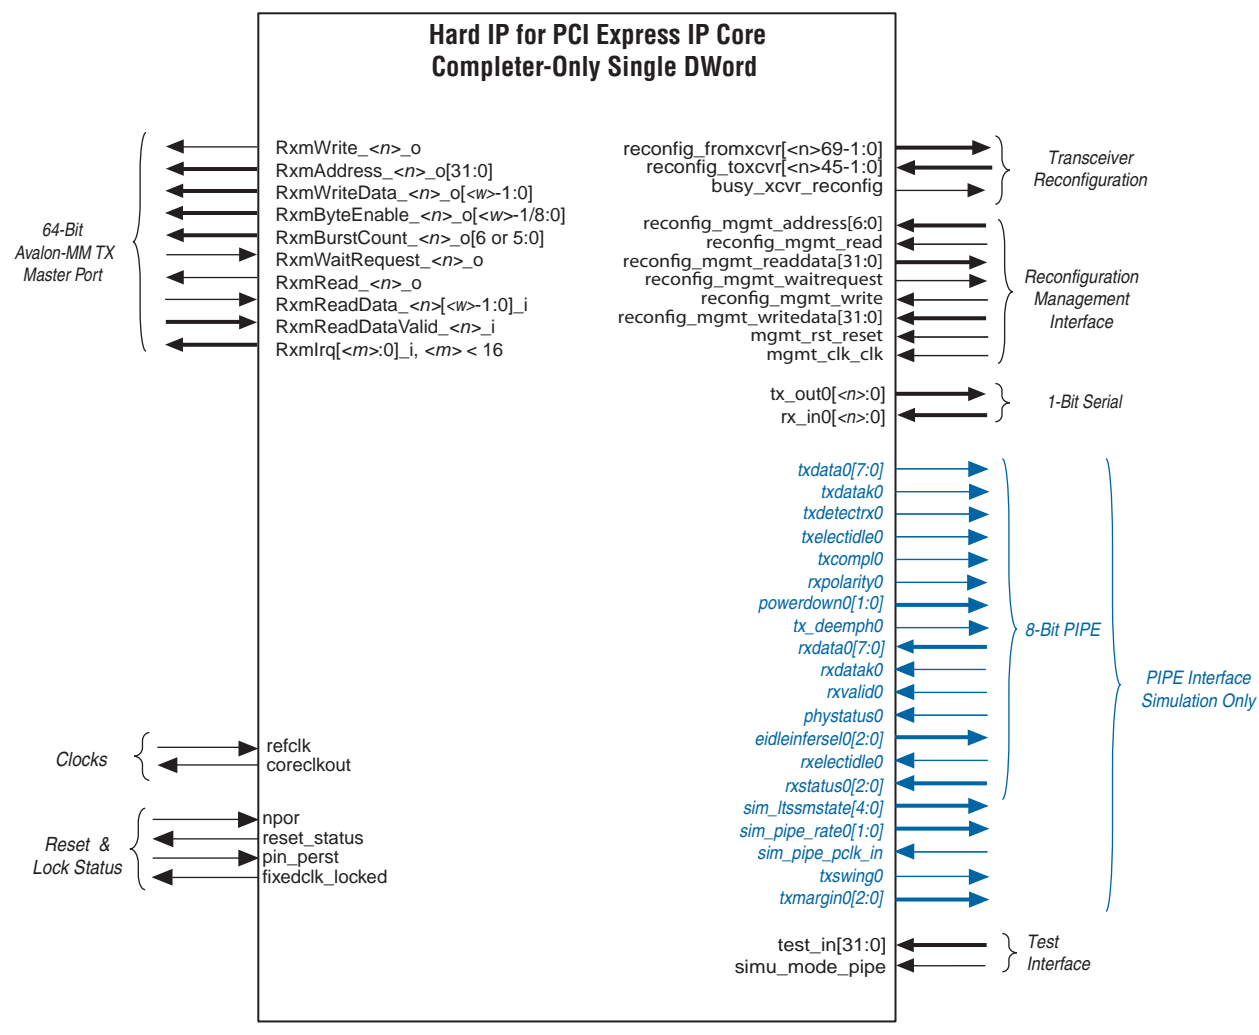 Hard IP for PCI Express IP Core
Completer-Only Single DWord
64-Bit
Avalon-MM TX
Master Port
RxmWrite_<n>_o
RxmAddress_<n>_o[31:0]
RxmWriteData_<n>_o[<w>-1:0]
RxmByteEnable_<n>_o[<w>-1/8:0]
RxmBurstCount_<n>_o[6 or 5:0]
RxmWaitRequest_<n>_o
RxmRead_<n>_o
RxmReadData_<n>[<w>-1:0]_i
RxmReadDataValid_<n>_i
RxmIrq[<m>:0]_i, <m> < 16
Clocks
refclk
coreclkout
Reset &
Lock Status
npor
reset_status
pin_perst
fixedclk_locked
reconfig_fromxcvr[<n>69-1:0]
reconfig_toxcvr[<n>45-1:0]
busy_xcvr_reconfig
Transceiver
Reconfiguration
reconfig_mgmt_address[6:0]
reconfig_mgmt_read
reconfig_mgmt_readdata[31:0]
reconfig_mgmt_waitrequest
reconfig_mgmt_write
reconfig_mgmt_writedata[31:0]
mgmt_rst_reset
mgmt_clk_clk
Reconfiguration
Management
Interface
tx_out0[<n>:0]
rx_in0[<n>:0]
1-Bit Serial
txdata0[7:0]
txdatak0
txdetectrx0
txelectidle0
txcompl0
rxpolarity0
powerdown0[1:0]
tx_deemph0
rxdata0[7:0]
rxdatak0
rxvalid0
phystatus0
eidleinfersel0[2:0]
rxelectidle0
rxstatus0[2:0]
8-Bit PIPE
sim_ltssmstate[4:0]
sim_pipe_rate0[1:0]
sim_pipe_pclk_in
txswing0
txmargin0[2:0]
PIPE Interface
Simulation Only
test_in[31:0]
simu_mode_pipe
Test
Interface